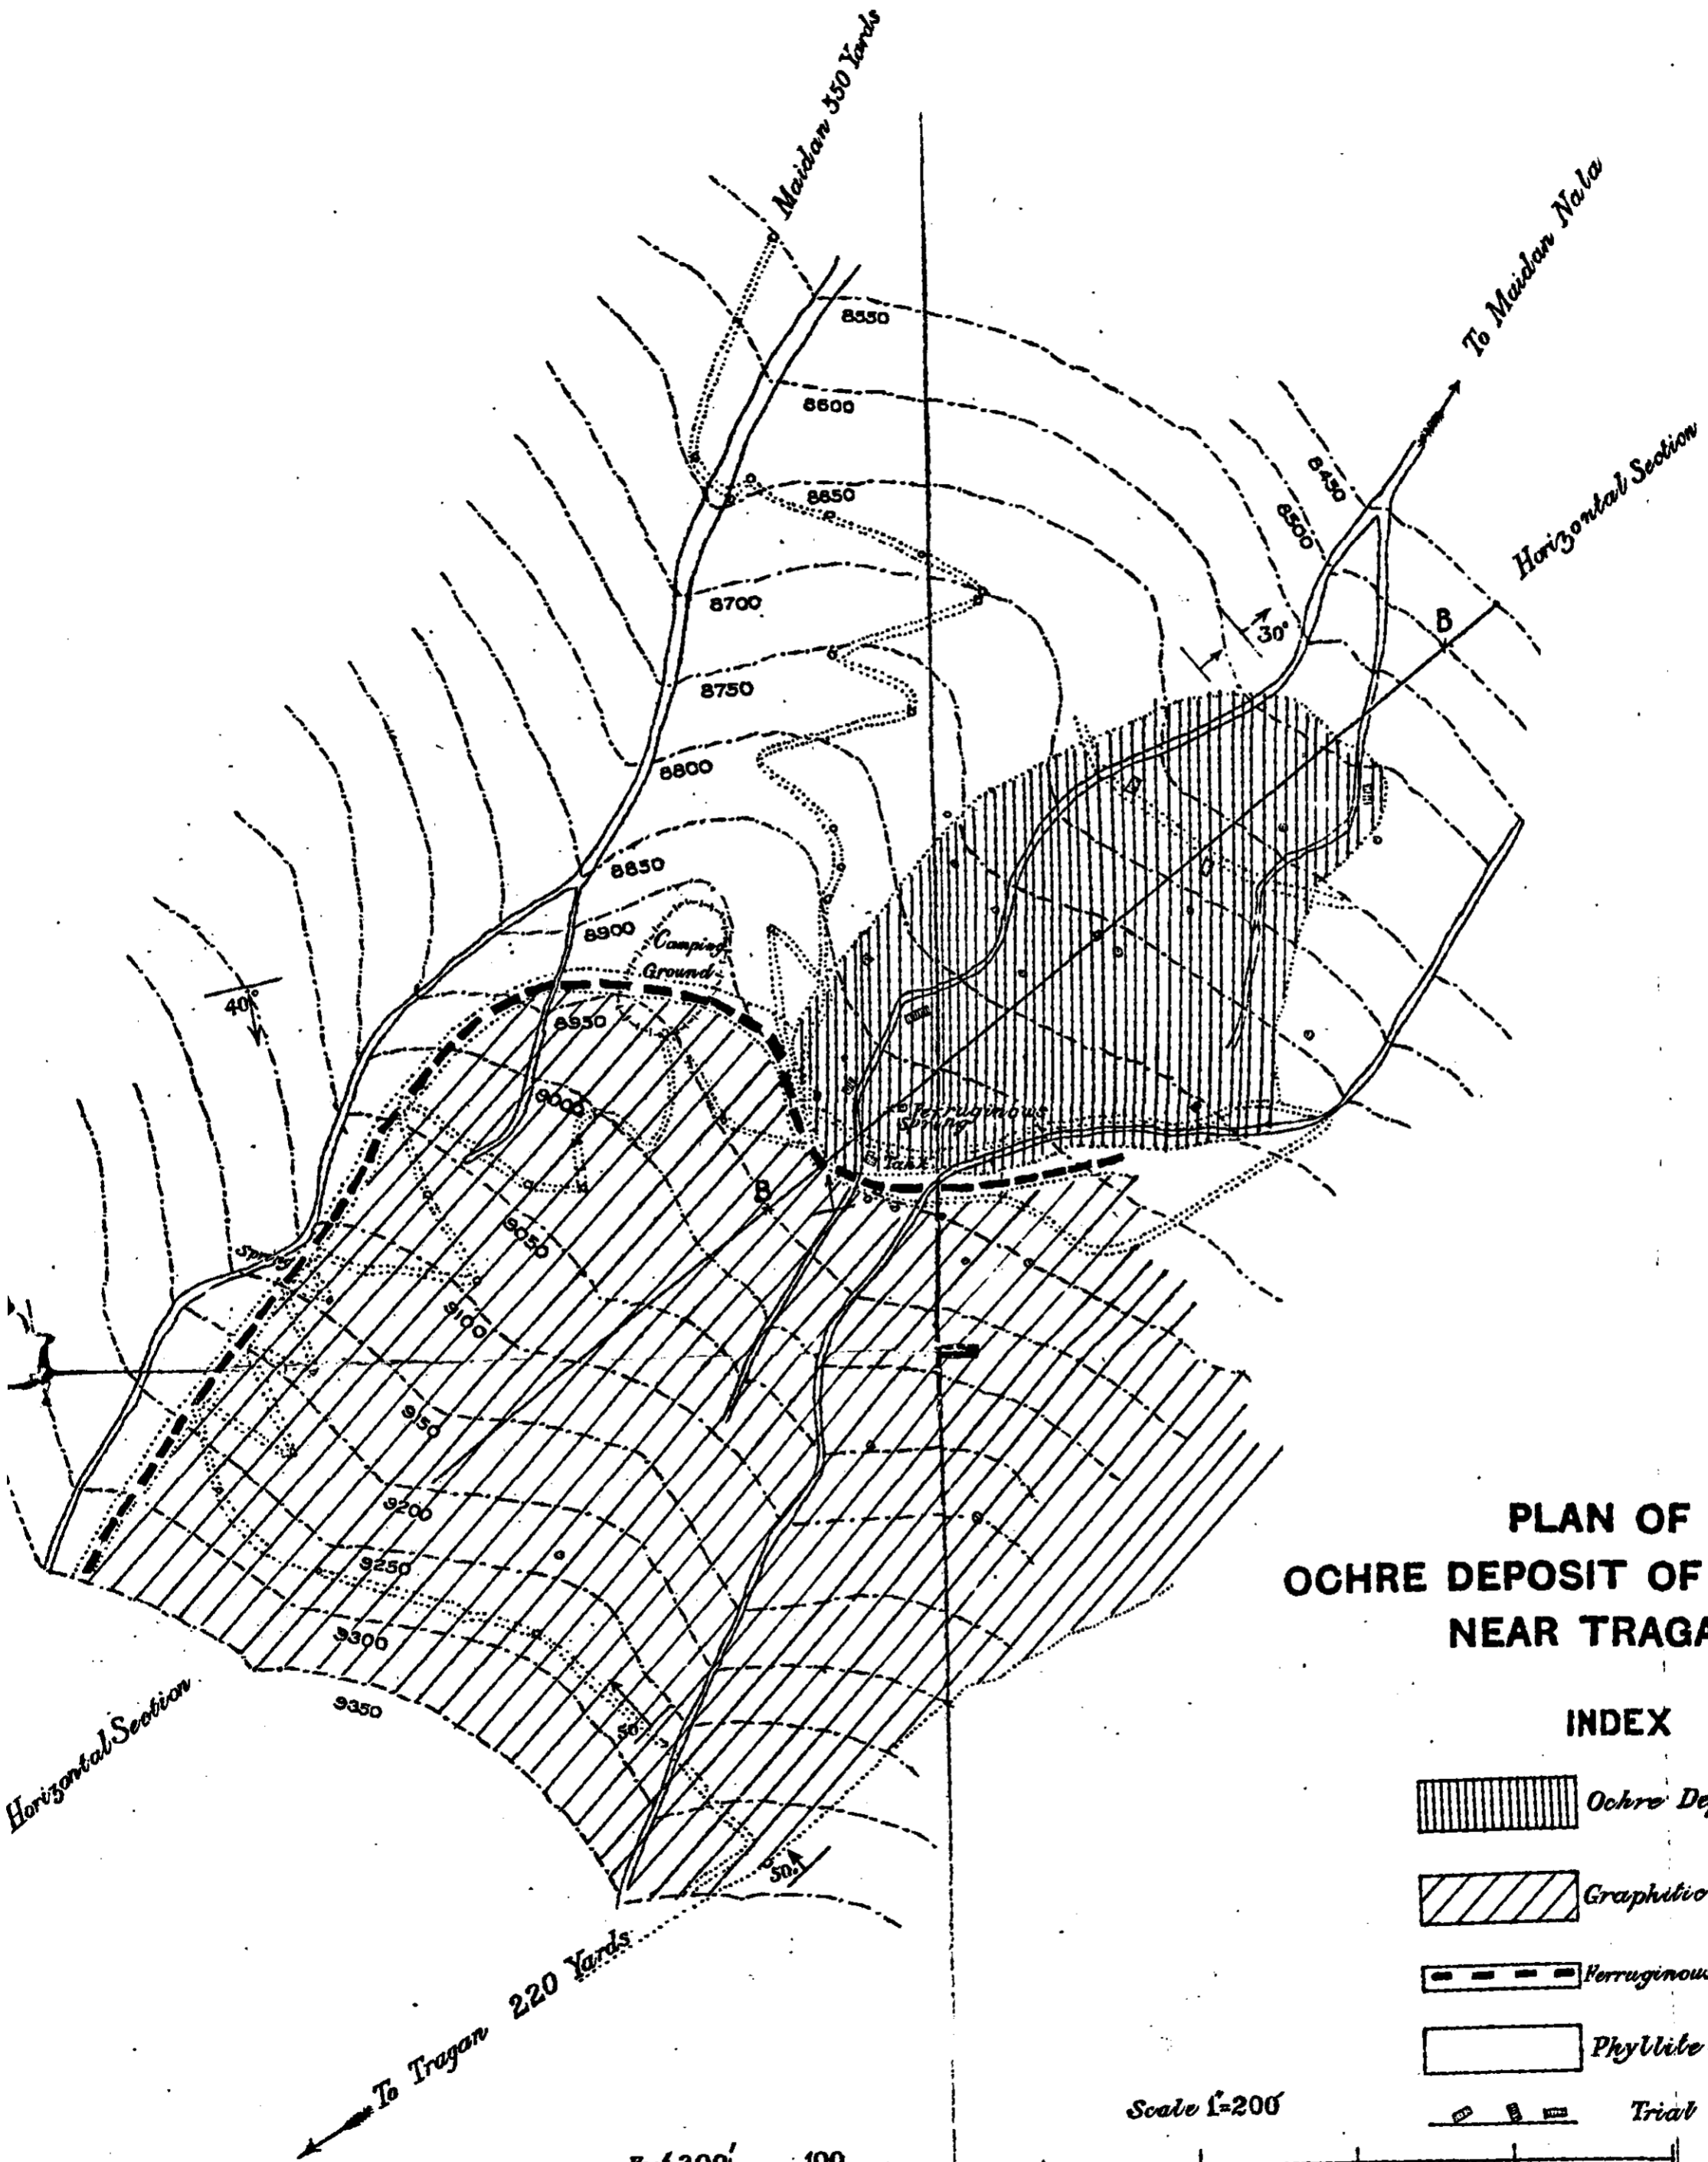 Maidan 550 Yards
To Maidan Nala
Horizontal Section
8550
8600
8450
8500
8650
8700
30°
B
8750
8800
8850
8900
Camping
Ground
40°
8950
9000
Ferruginous
Spring
Tank
B
9050
Spring
9100
9150
9200
9250
9300
9350
50°
50°
Horizontal Section
To Tragan 220 Yards
PLAN OF
OCHRE DEPOSIT OF
NEAR TRAGA
INDEX
Ochre De
Graphitic
Ferruginous
Phyllite
Trial
Scale 1"=200'
100